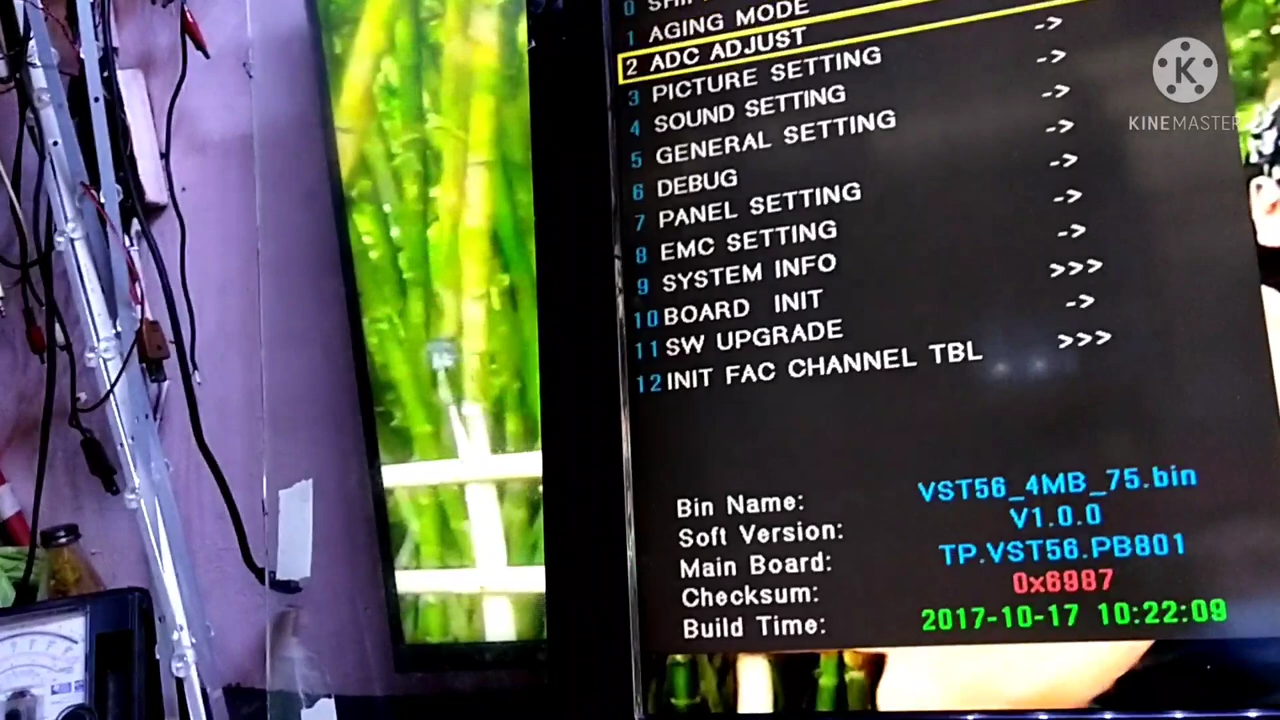 0
1 AGING MODE
2 ADC ADJUST ->
3 PICTURE SETTING ->
4 SOUND SETTING ->
5 GENERAL SETTING ->
6 DEBUG ->
7 PANEL SETTING ->
8 EMC SETTING ->
9 SYSTEM INFO >>>
10 BOARD INIT ->
11 SW UPGRADE >>>
12 INIT FAC CHANNEL TBL
Bin Name: VST56_4MB_75.bin
Soft Version: V1.0.0
Main Board: TP.VST56.PB801
Checksum: 0x6987
Build Time: 2017-10-17 10:22:09
K
KINEMASTER